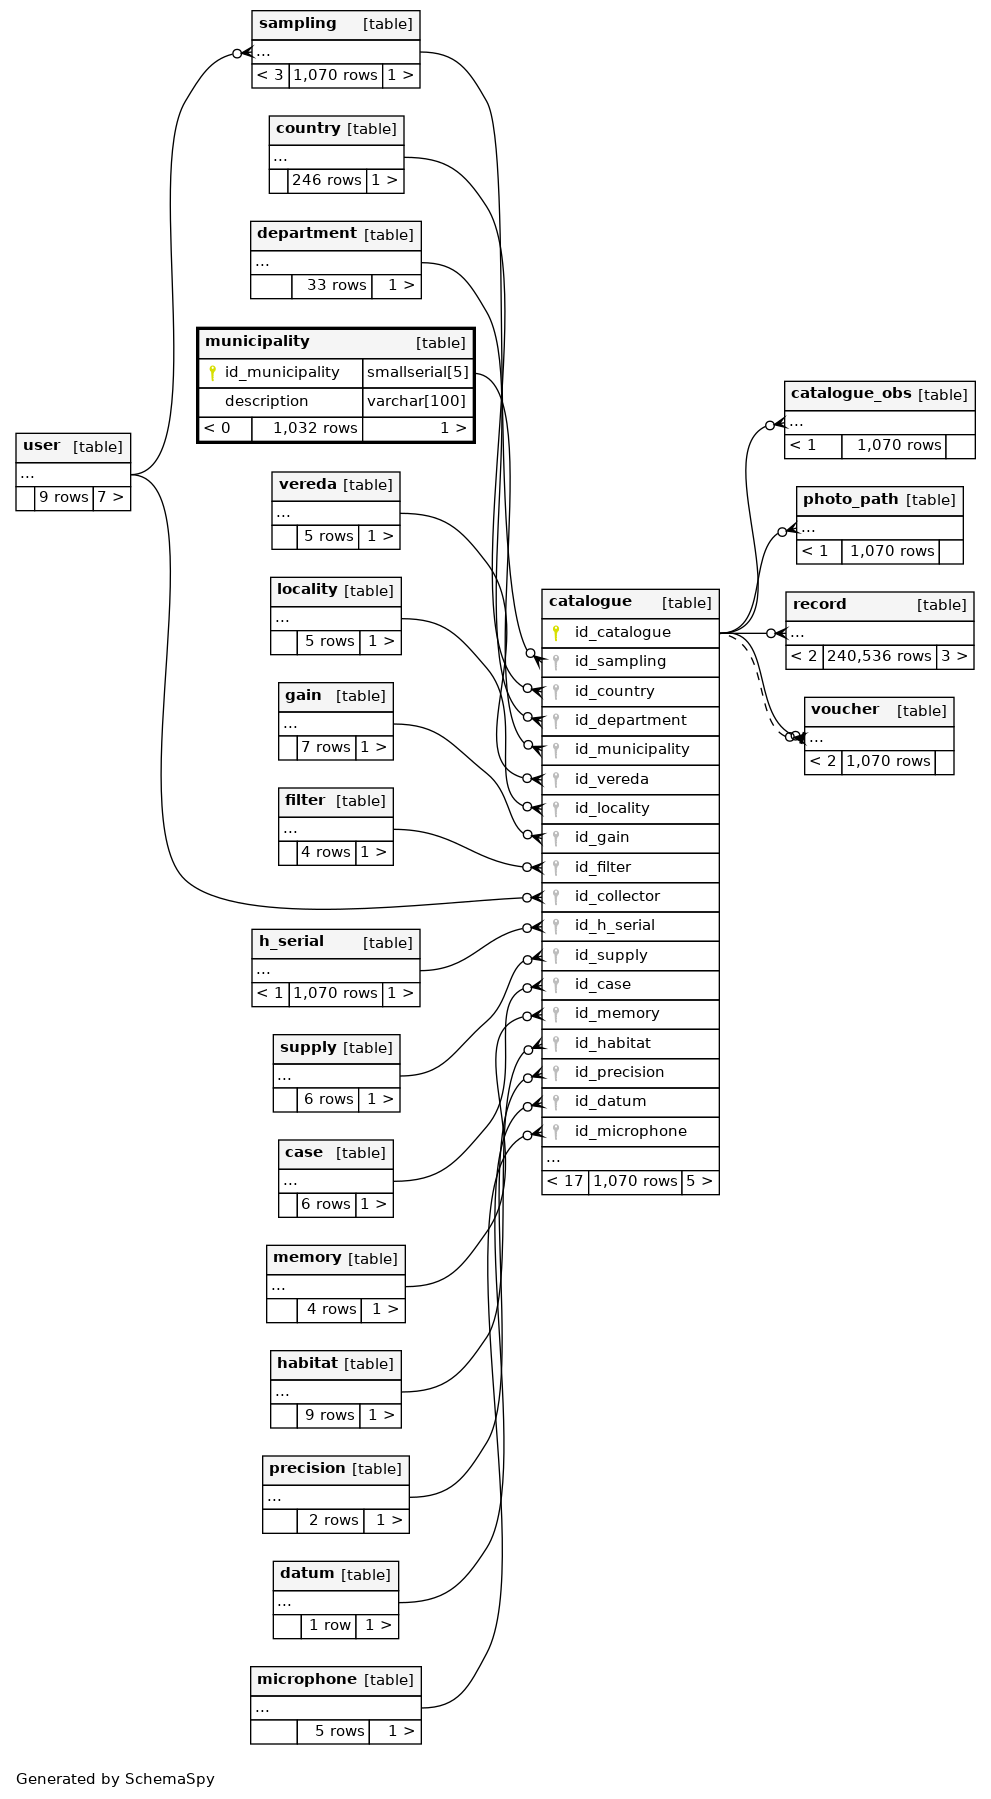 sampling [table]
...
< 3 1,070 rows 1 >
country [table]
...
246 rows 1 >
department [table]
...
33 rows 1 >
municipality [table]
id_municipality smallserial[5]
description varchar[100]
< 0 1,032 rows 1 >
user [table]
...
9 rows 7 >
vereda [table]
...
5 rows 1 >
locality [table]
...
5 rows 1 >
gain [table]
...
7 rows 1 >
filter [table]
...
4 rows 1 >
h_serial [table]
...
< 1 1,070 rows 1 >
supply [table]
...
6 rows 1 >
case [table]
...
6 rows 1 >
memory [table]
...
4 rows 1 >
habitat [table]
...
9 rows 1 >
precision [table]
...
2 rows 1 >
datum [table]
...
1 row 1 >
microphone [table]
...
5 rows 1 >
catalogue [table]
id_catalogue
id_sampling
id_country
id_department
id_municipality
id_vereda
id_locality
id_gain
id_filter
id_collector
id_h_serial
id_supply
id_case
id_memory
id_habitat
id_precision
id_datum
id_microphone
...
< 17 1,070 rows 5 >
catalogue_obs [table]
...
< 1 1,070 rows
photo_path [table]
...
< 1 1,070 rows
record [table]
...
< 2 240,536 rows 3 >
voucher [table]
...
< 2 1,070 rows
Generated by SchemaSpy